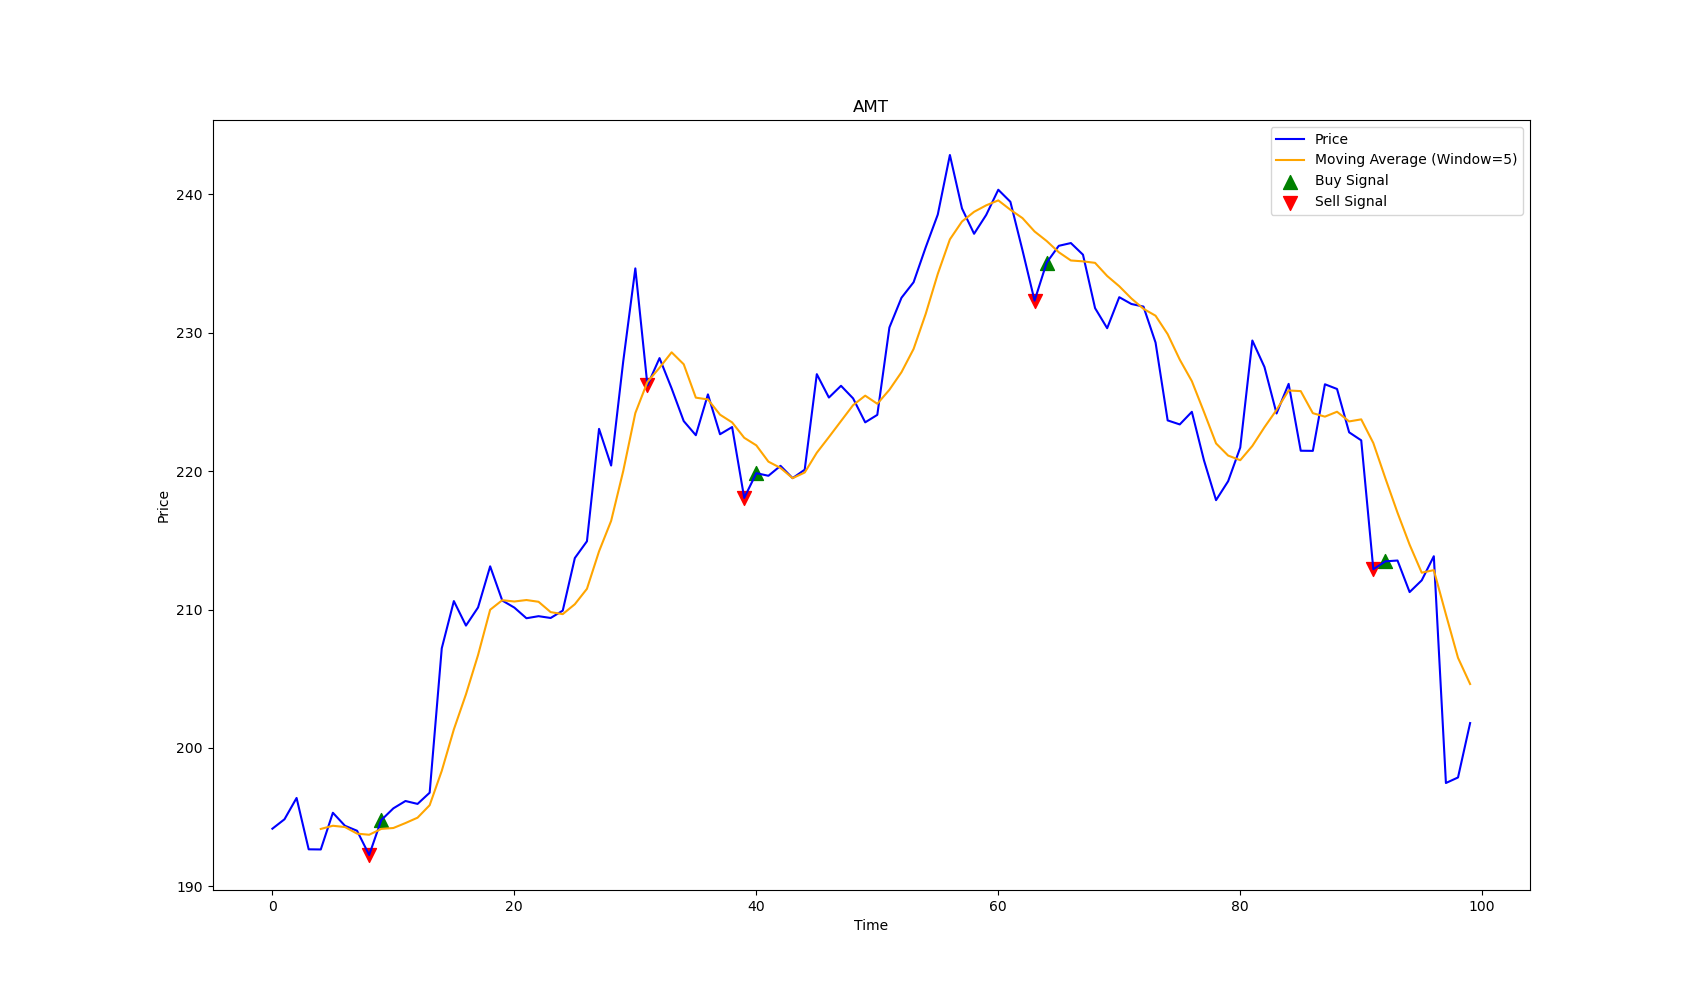 AMT
Price
Moving Average (Window=5)
Buy Signal
Sell Signal
240
230
220
210
200
190
Price
0 20 40 60 80 100
Time